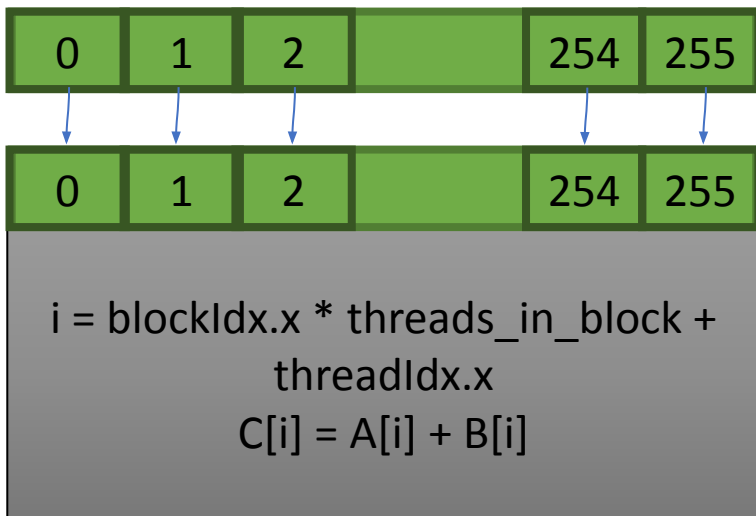 0 1 2 254 255
0 1 2 254 255
i = blockIdx.x * threads_in_block +
threadIdx.x
C[i] = A[i] + B[i]